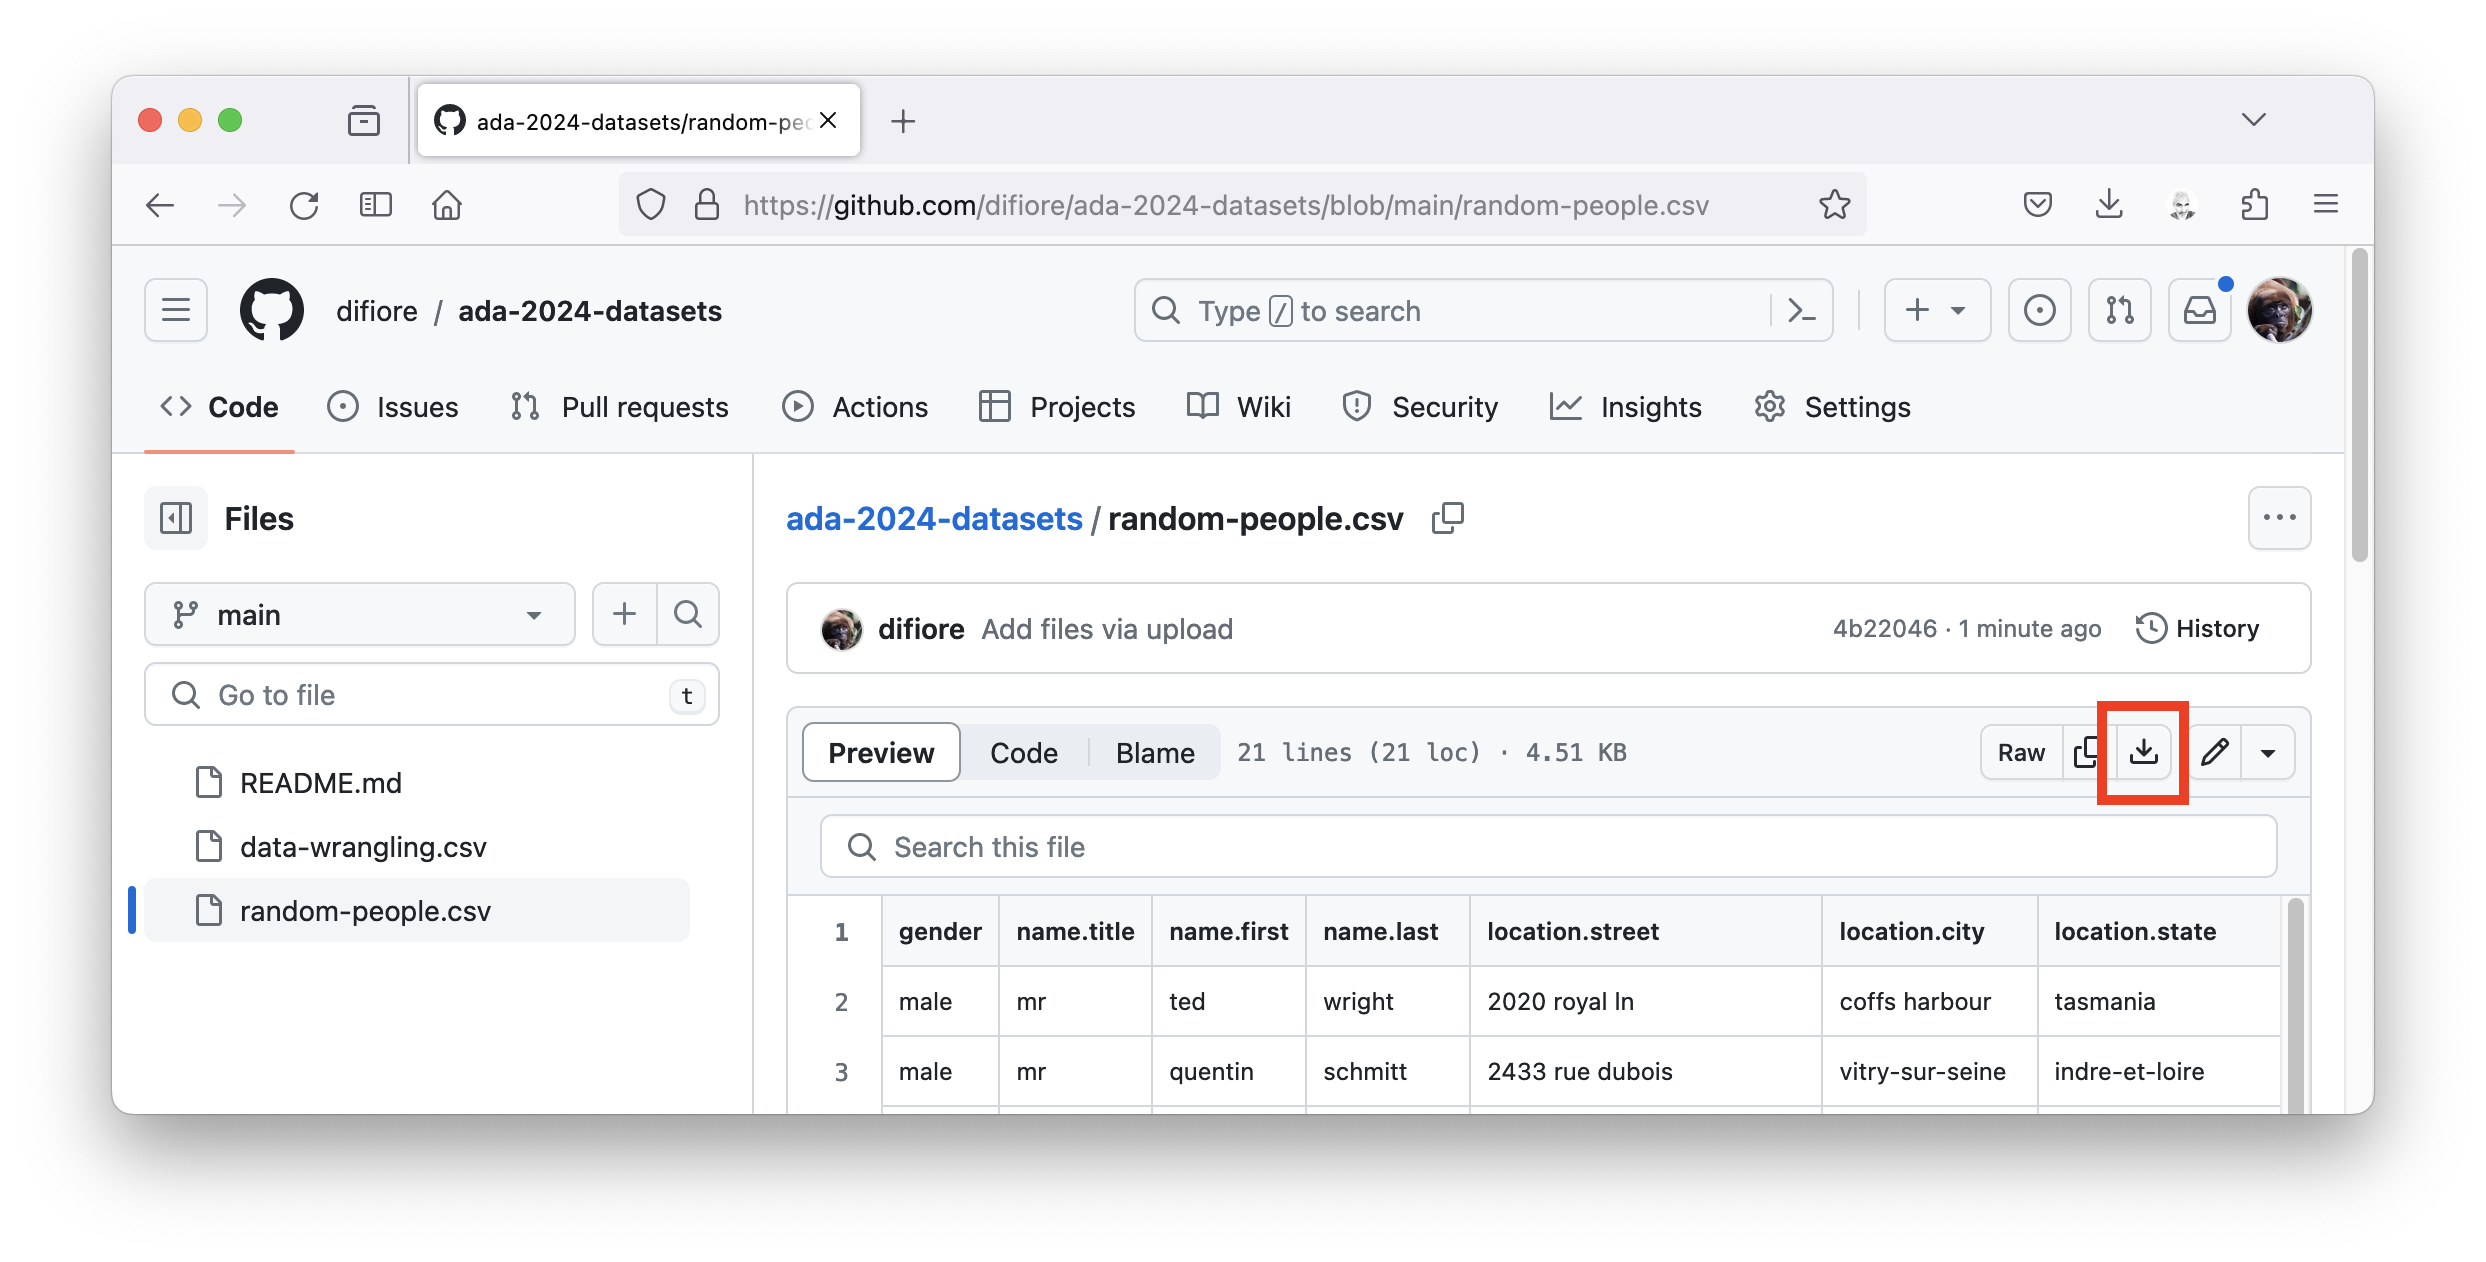 ada-2024-datasets/random-pe
https://github.com/difiore/ada-2024-datasets/blob/main/random-people.csv
difiore / ada-2024-datasets
Type / to search
Code Issues Pull requests Actions Projects Wiki Security Insights Settings
Files
main
Go to file t
README.md
data-wrangling.csv
random-people.csv
ada-2024-datasets / random-people.csv
difiore Add files via upload 4b22046 · 1 minute ago History
Preview Code Blame 21 lines (21 loc) · 4.51 KB Raw
Search this file
1 gender name.title name.first name.last location.street location.city location.state
2 male mr ted wright 2020 royal ln coffs harbour tasmania
3 male mr quentin schmitt 2433 rue dubois vitry-sur-seine indre-et-loire